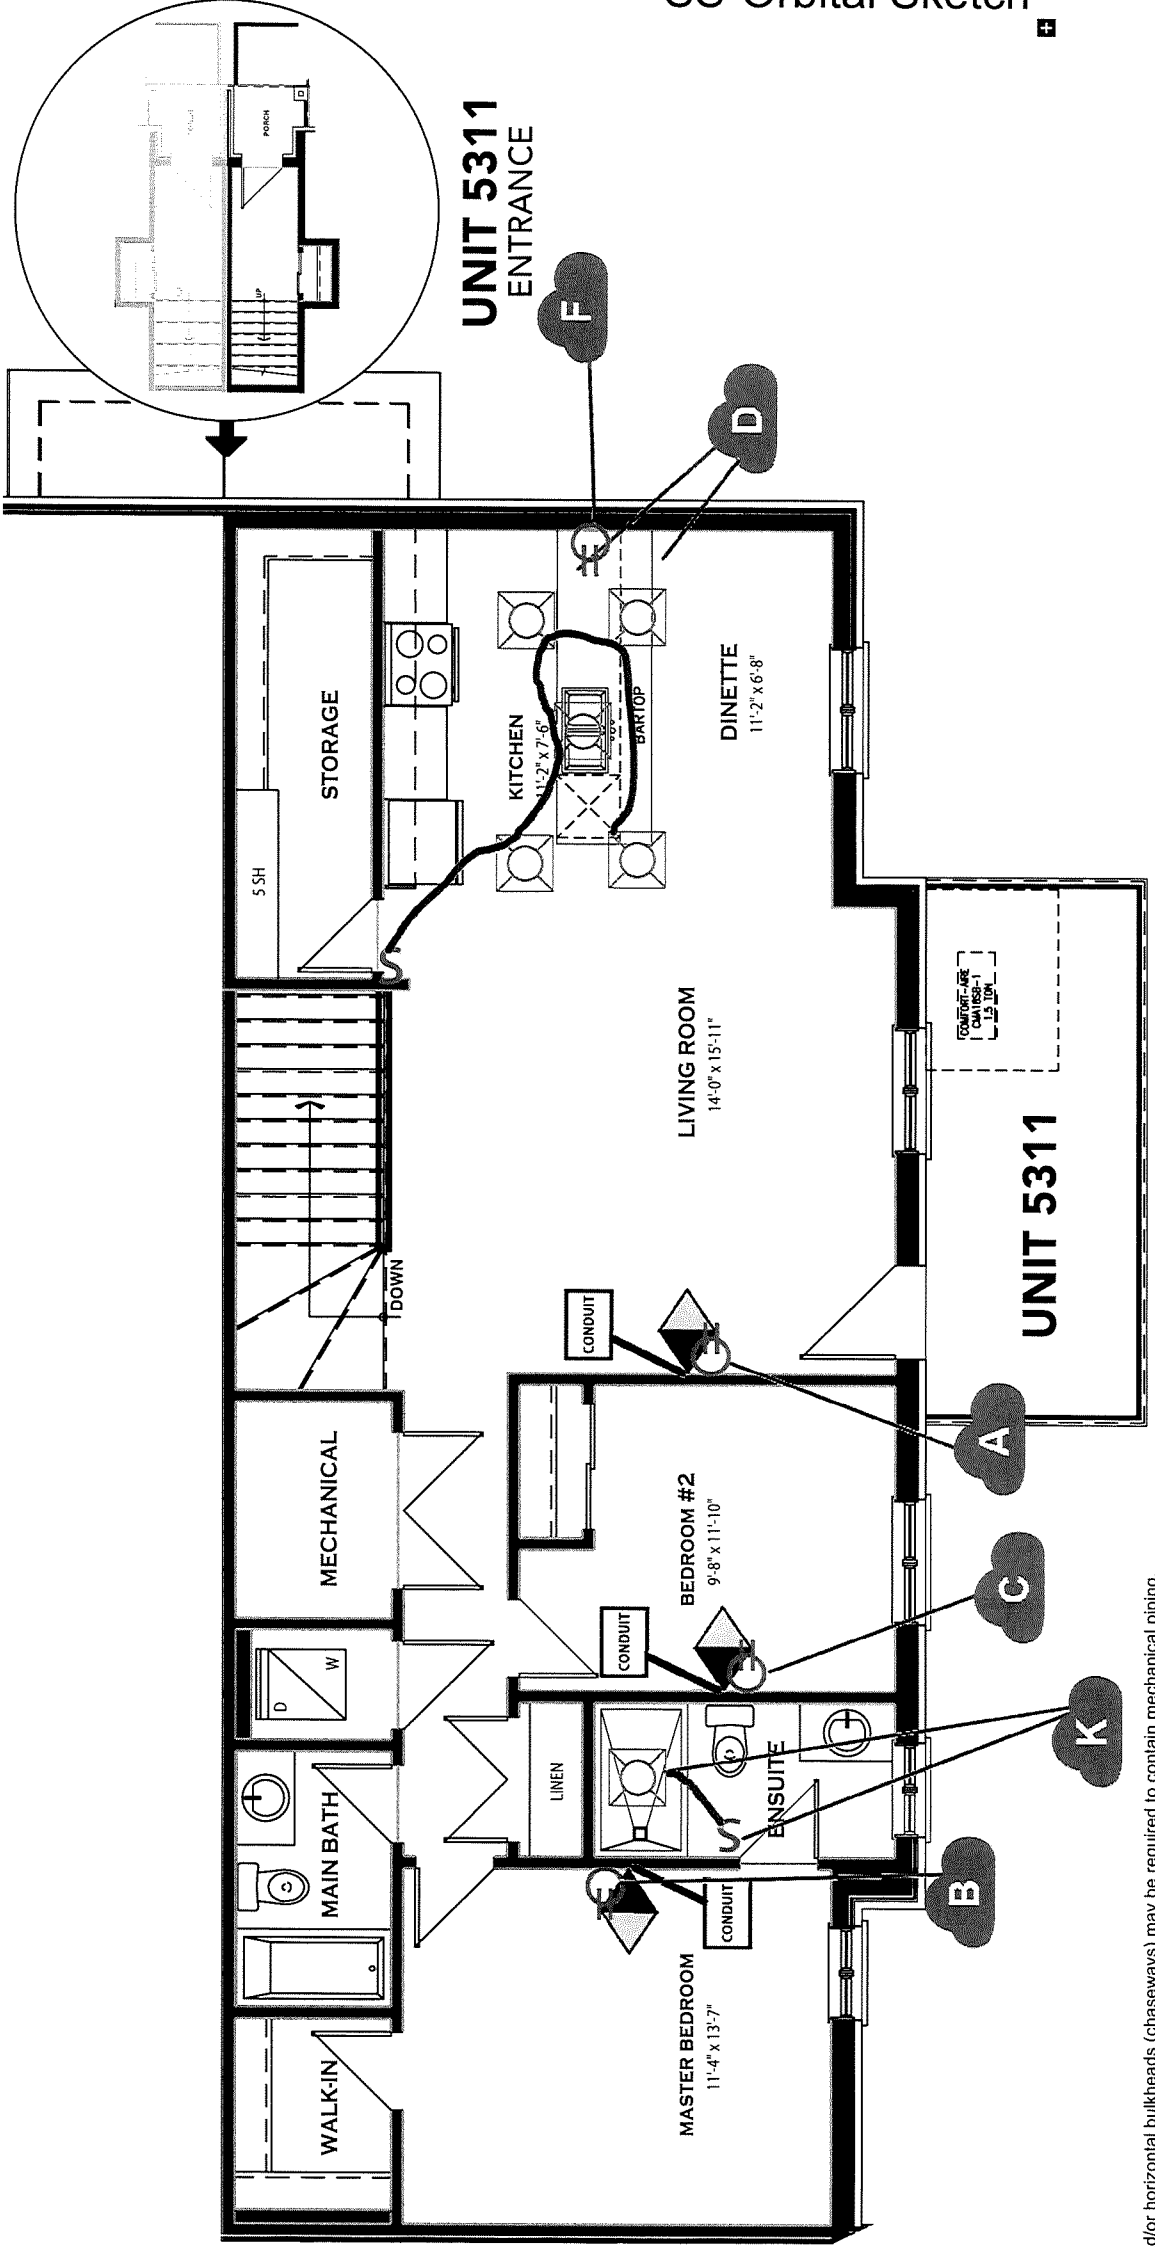 UNIT 5311
ENTRANCE
PORCH
UP
F
D
STORAGE
5 SH
KITCHEN
11'-2" x 7'-6"
BARTOP
DINETTE
11'-2" x 6'-8"
S
LIVING ROOM
14'-0" x 15'-11"
COMFORT-AIRE
1.5 TON
UNIT 5311
DOWN
CONDUIT
A
MECHANICAL
BEDROOM #2
9'-8" x 11'-10"
CONDUIT
C
D
W
LINEN
ENSUITE
S
K
MAIN BATH
CONDUIT
B
WALK-IN
MASTER BEDROOM
11'-4" x 13'-7"
d/or horizontal bulkheads (chaseways) may be required to contain mechanical piping